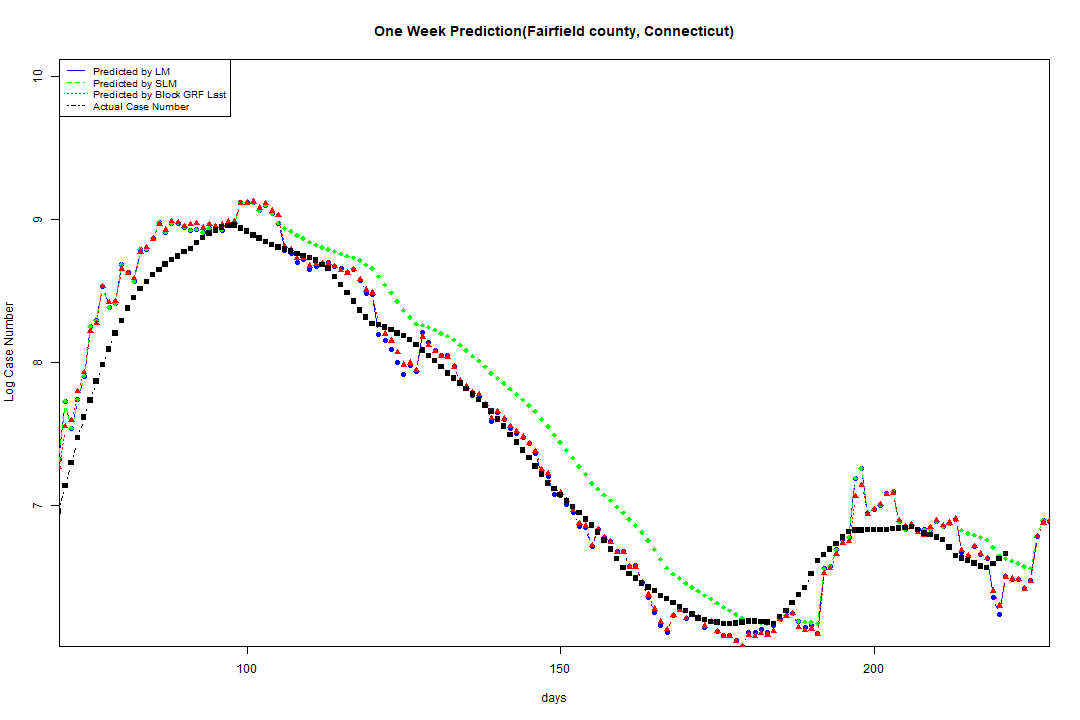 One Week Prediction(Fairfield county, Connecticut)
Predicted by LM
Predicted by SLM
Predicted by Block GRF Last
Actual Case Number
10
9
8
7
Log Case Number
100 150 200
days